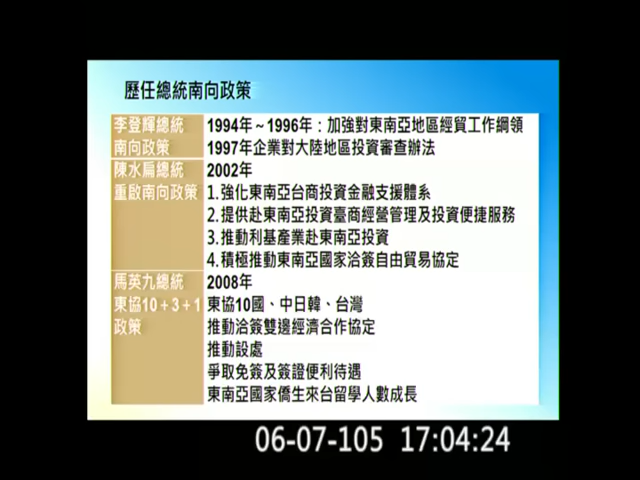 歷任總統南向政策
李登輝總統 1994年～1996年：加強對東南亞地區經貿工作綱領
南向政策 1997年企業對大陸地區投資審查辦法
陳水扁總統 2002年
重啟南向政策 1.強化東南亞台商投資金融支援體系
2.提供赴東南亞投資臺商經營管理及投資便捷服務
3.推動利基產業赴東南亞投資
4.積極推動東南亞國家洽簽自由貿易協定
馬英九總統 2008年
東協10＋3＋1 東協10國、中日韓、台灣
政策 推動洽簽雙邊經濟合作協定
推動設處
爭取免簽及簽證便利待遇
東南亞國家僑生來台留學人數成長
06-07-105 17:04:24